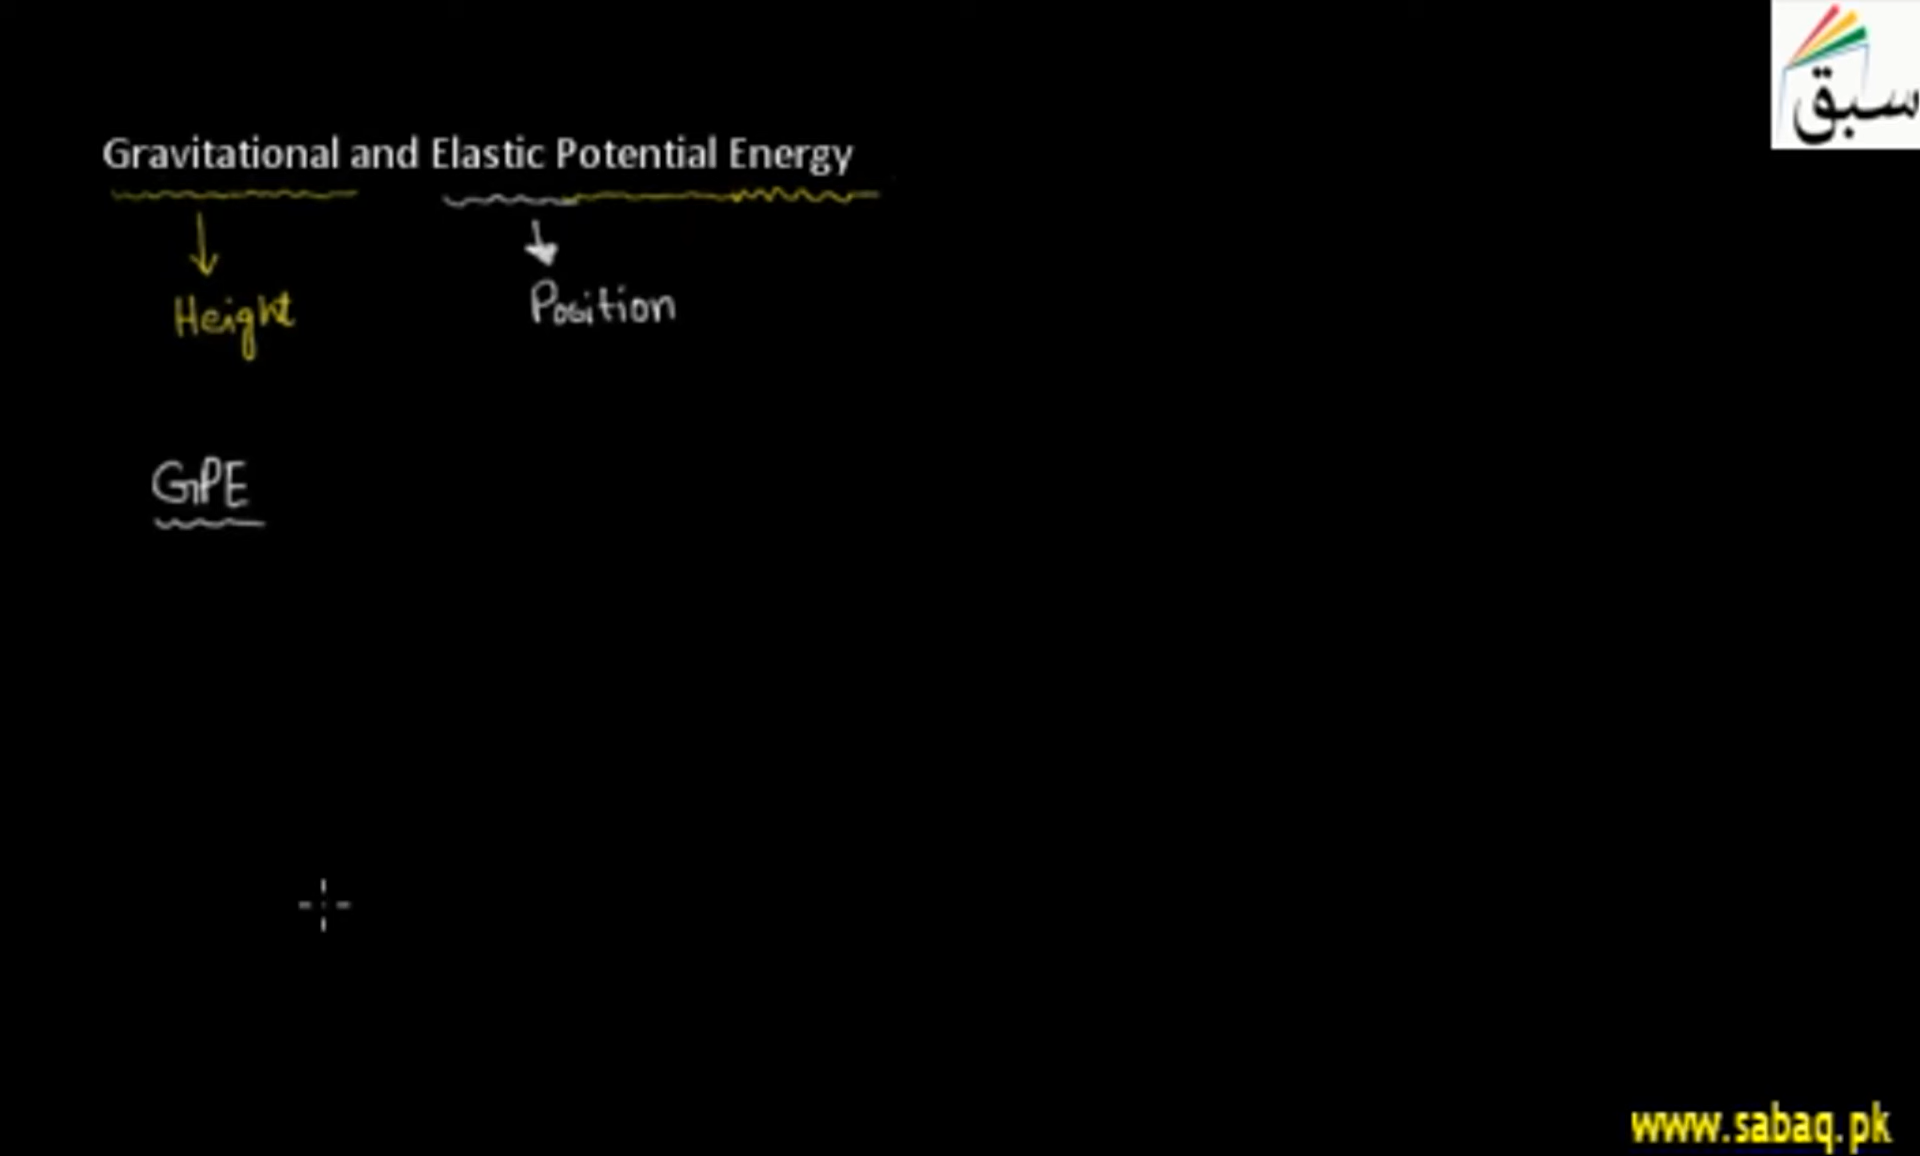 سبق
Gravitational and Elastic Potential Energy
Height
Position
GPE
www.sabaq.pk